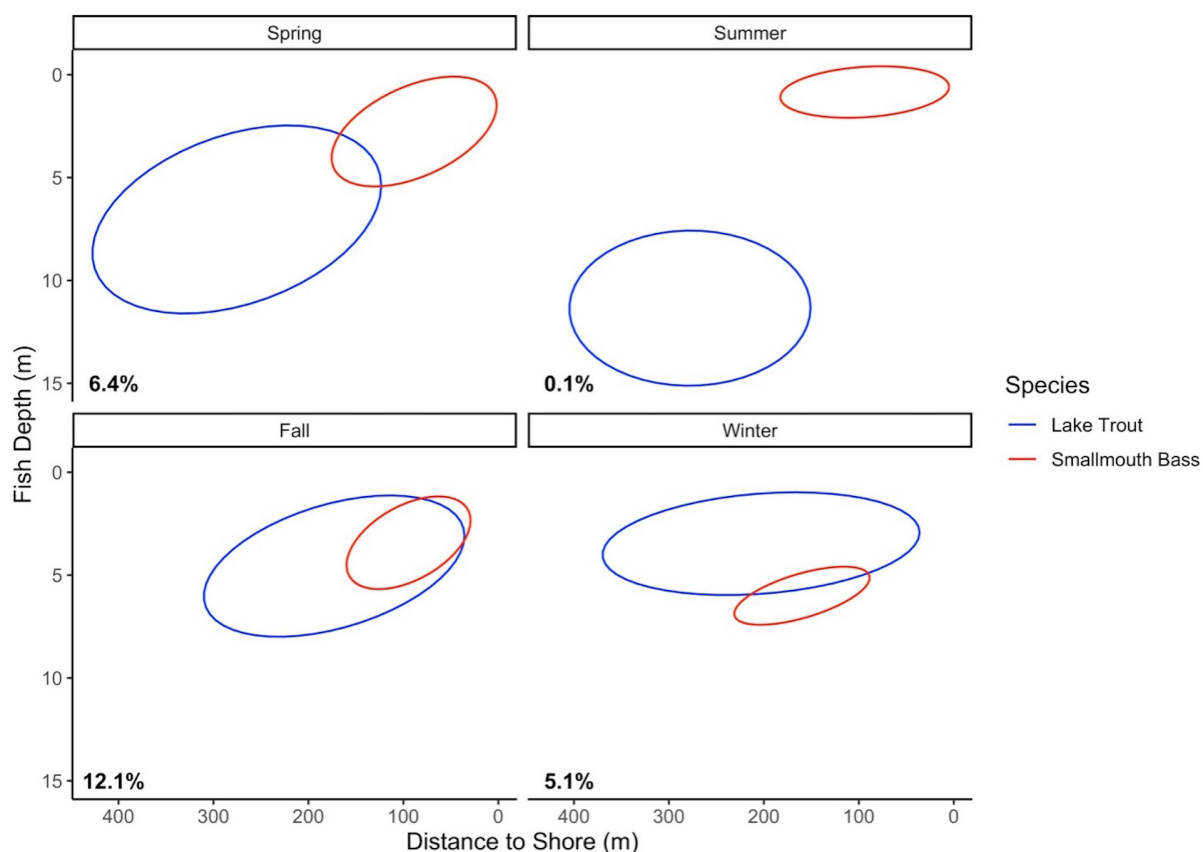 Spring
Summer
0
5
10
15
6.4%
0.1%
Fall
Winter
0
5
10
15
12.1%
5.1%
400 300 200 100 0
400 300 200 100 0
Fish Depth (m)
Distance to Shore (m)
Species
Lake Trout
Smallmouth Bass